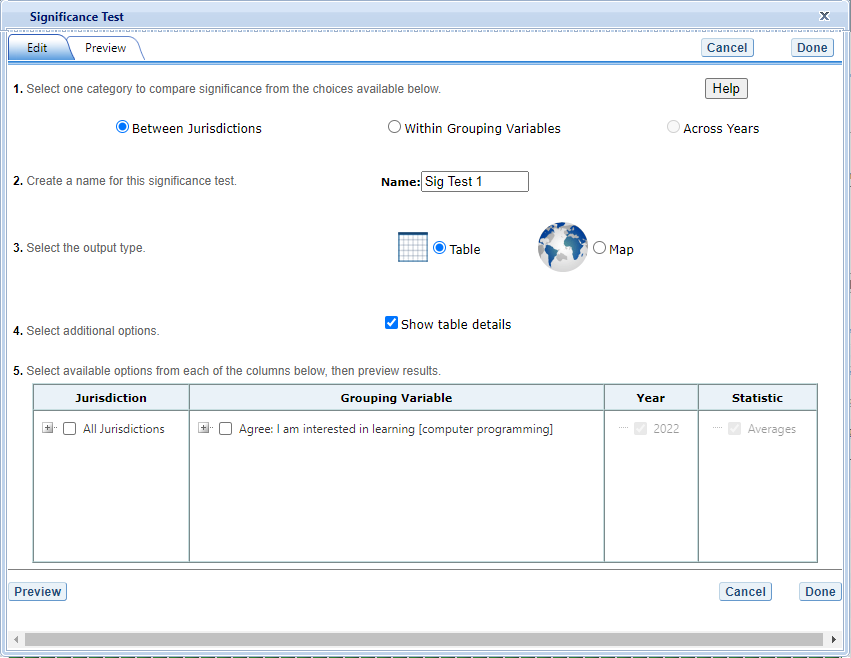 Significance Test X
Edit Preview Cancel Done
1. Select one category to compare significance from the choices available below. Help
Between Jurisdictions Within Grouping Variables Across Years
2. Create a name for this significance test. Name: Sig Test 1
3. Select the output type. Table Map
4. Select additional options. Show table details
5. Select available options from each of the columns below, then preview results.
Jurisdiction Grouping Variable Year Statistic
All Jurisdictions Agree: I am interested in learning [computer programming] 2022 Averages
Preview Cancel Done